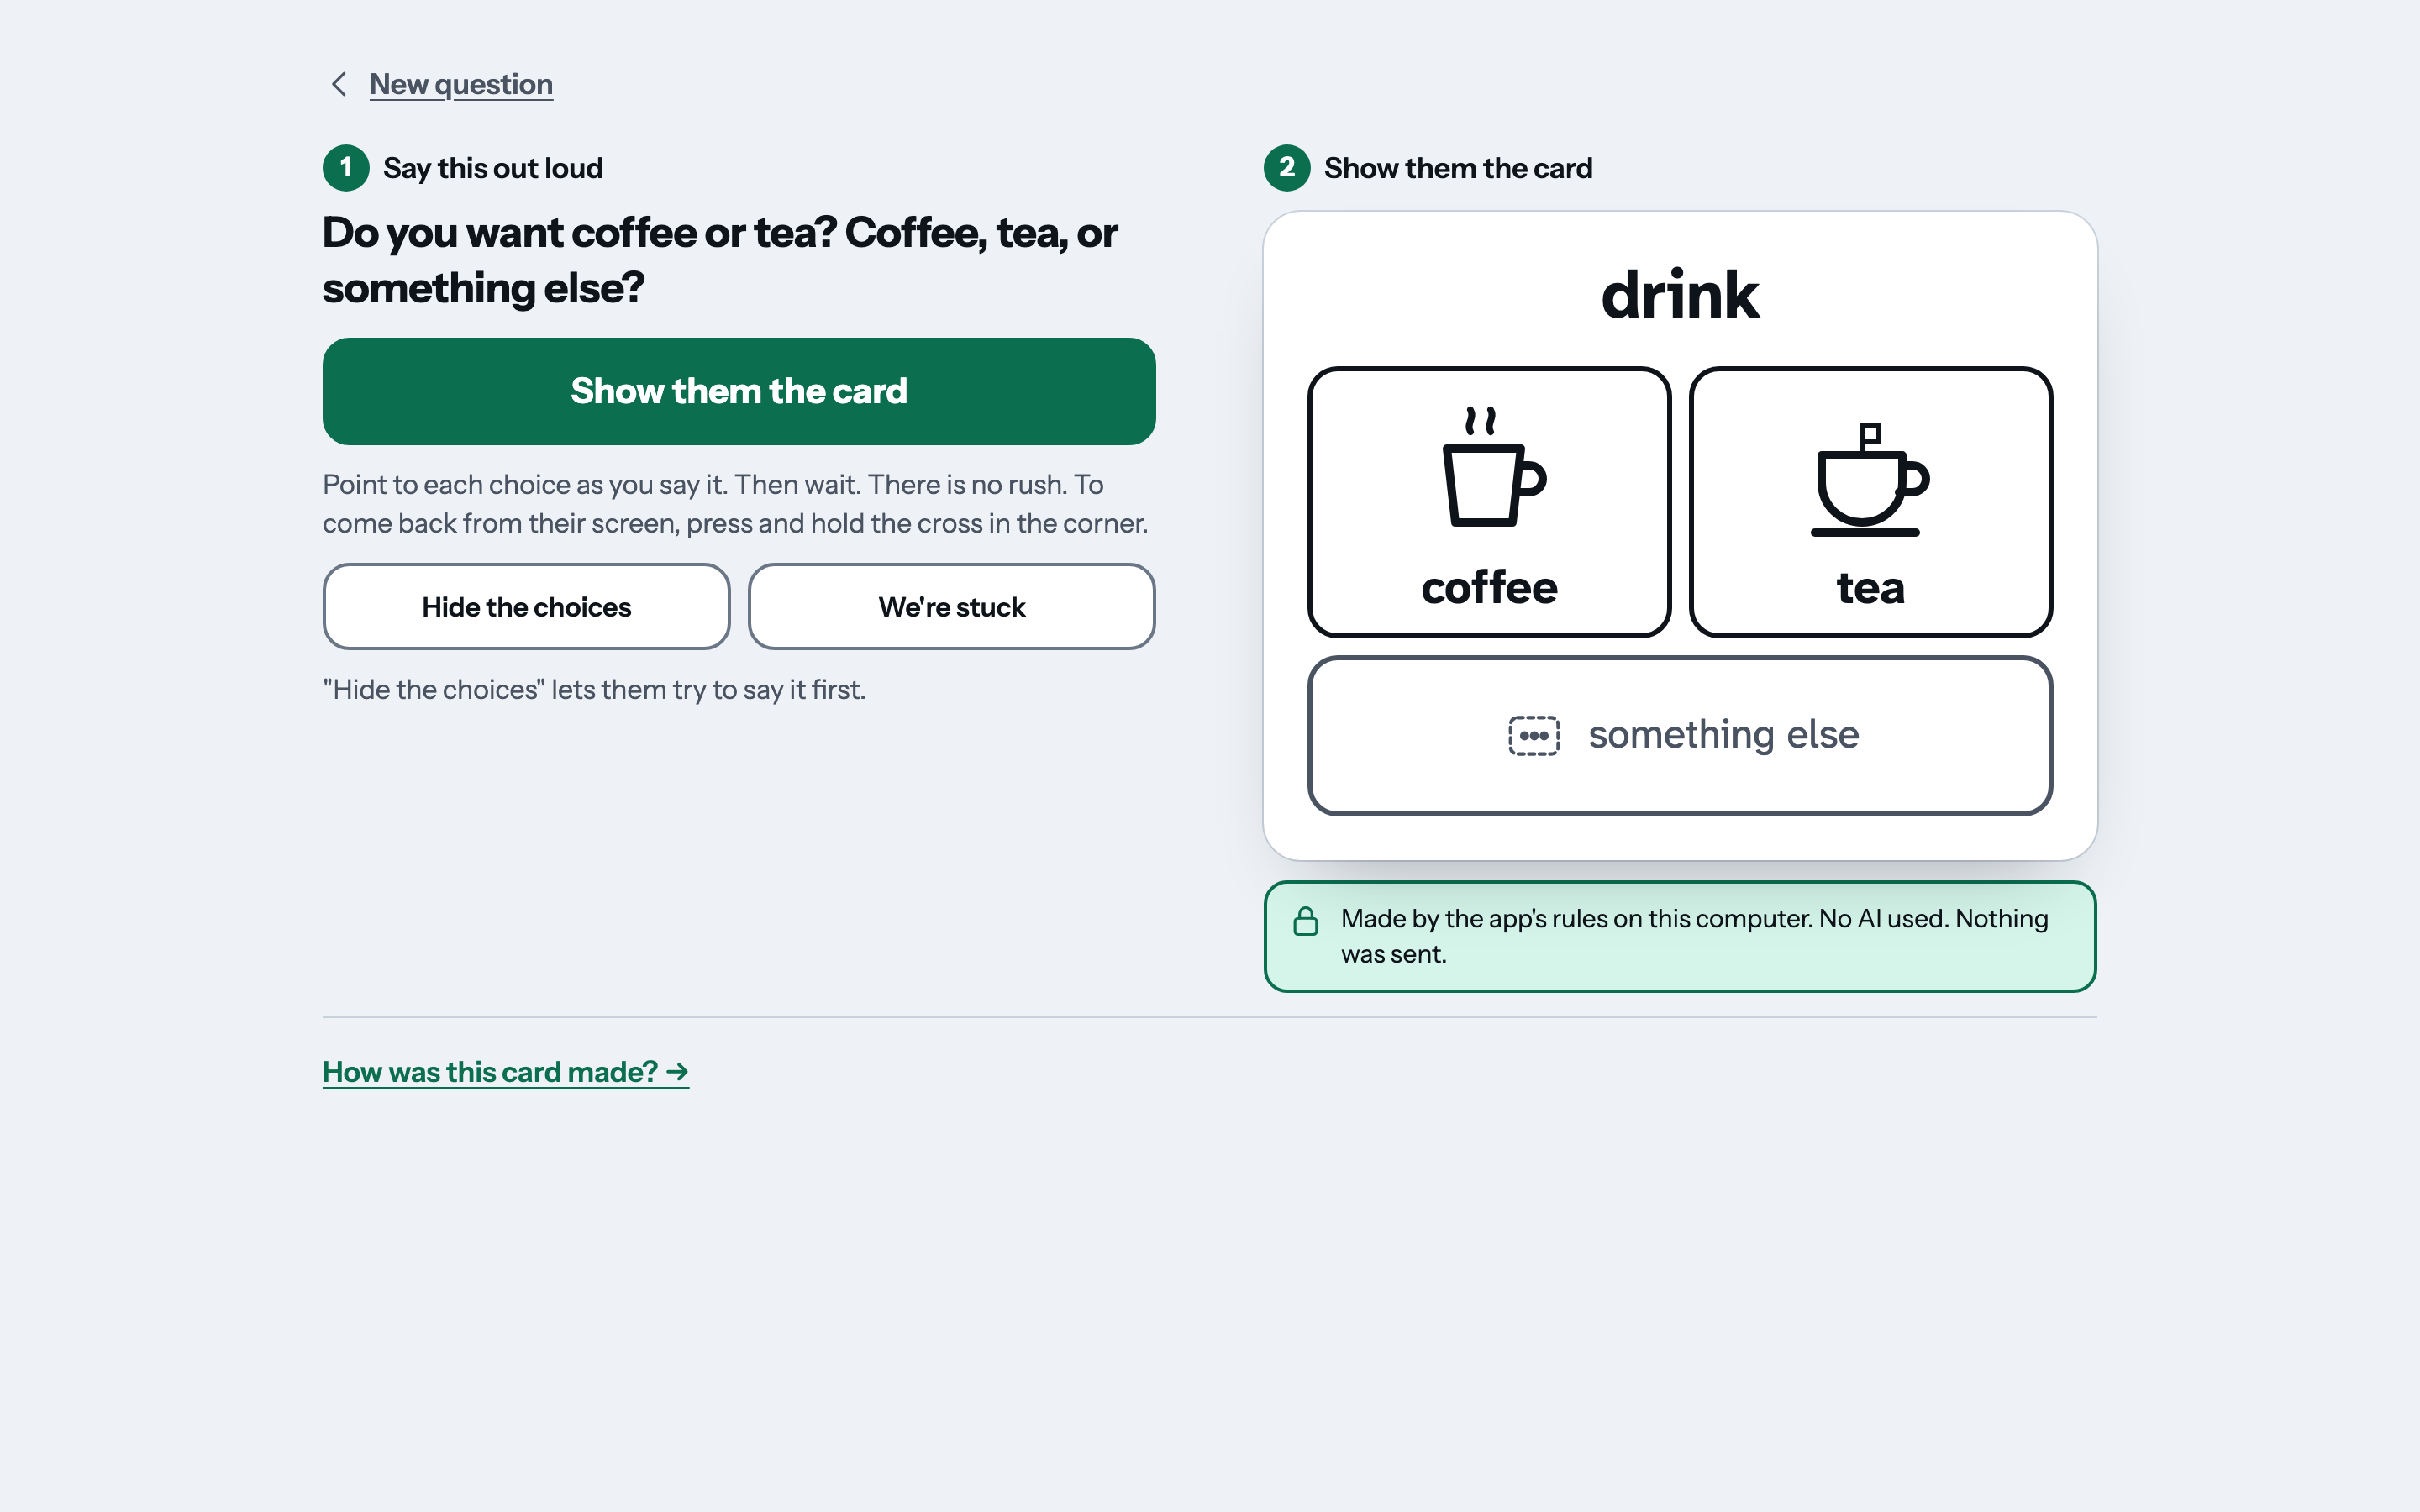 New question
1 Say this out loud
Do you want coffee or tea? Coffee, tea, or
something else?
Show them the card
Point to each choice as you say it. Then wait. There is no rush. To
come back from their screen, press and hold the cross in the corner.
Hide the choices
We're stuck
"Hide the choices" lets them try to say it first.
2 Show them the card
drink
coffee
tea
something else
Made by the app's rules on this computer. No AI used. Nothing
was sent.
How was this card made? →